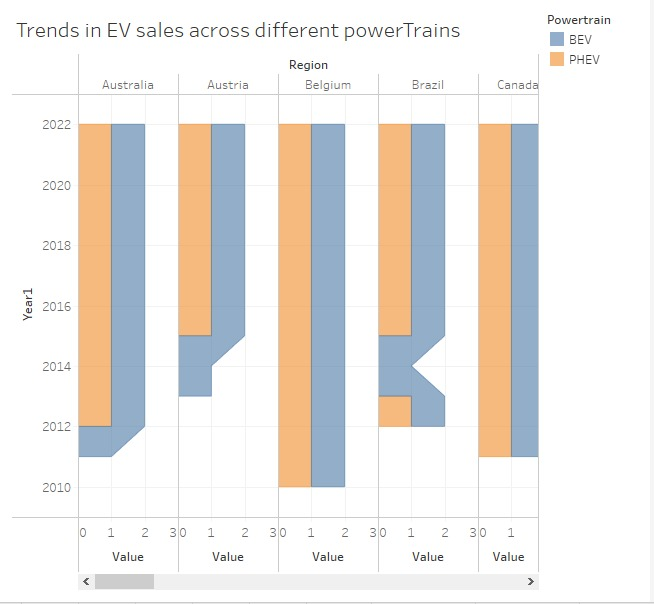 Trends in EV sales across different powerTrains
Powertrain
BEV
PHEV
Region
Australia Austria Belgium Brazil Canada
2022
2020
2018
2016
2014
2012
2010
Year1
0 1 2 3 0 1 2 3 0 1 2 3 0 1 2 3 0 1
Value Value Value Value Value